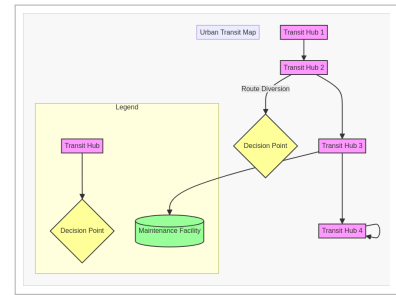 Urban Transit Map
Transit Hub 1
Transit Hub 2
Route Diversion
Legend
Transit Hub
Decision Point
Transit Hub 3
Decision Point
Maintenance Facility
Transit Hub 4